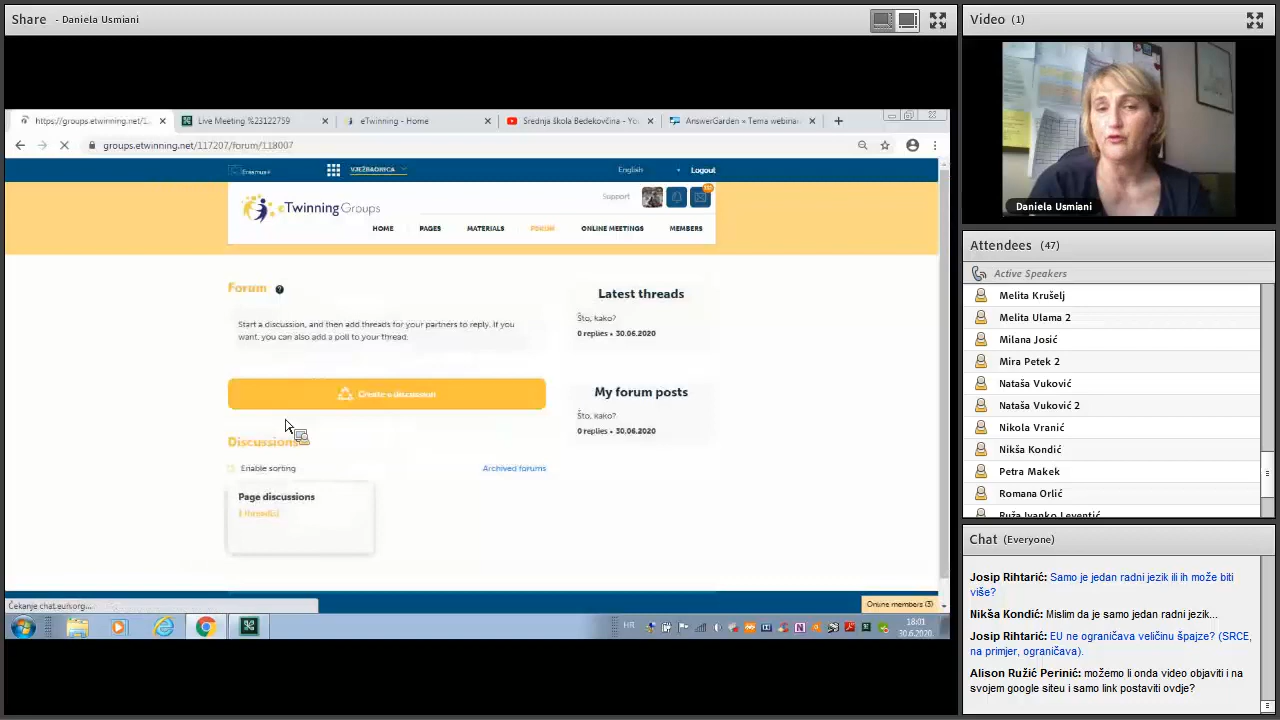 Share - Daniela Usmiani
https://groups.etwinning.net/1...
Live Meeting %23122759
eTwinning - Home
Srednja škola Bedekovčina - Yo
AnswerGarden » Tema webinar
groups.etwinning.net/117207/forum/118007
Erasmus+
VJEŽBAONICA
English
Logout
eTwinning Groups
Support
HOME
PAGES
MATERIALS
FORUM
ONLINE MEETINGS
MEMBERS
Forum
Start a discussion, and then add threads for your partners to reply. If you
want, you can also add a poll to your thread.
Create a discussion
Discussions
Enable sorting
Archived forums
Page discussions
1 thread(s)
Latest threads
Što, kako?
0 replies • 30.06.2020
My forum posts
Što, kako?
0 replies • 30.06.2020
Čekanje chat.eun.org...
Online members (3)
HR
18:01
30.6.2020.
Video (1)
Daniela Usmiani
Attendees (47)
Active Speakers
Melita Krušelj
Melita Ulama 2
Milana Josić
Mira Petek 2
Nataša Vuković
Nataša Vuković 2
Nikola Vranić
Nikša Kondić
Petra Makek
Romana Orlić
Ruža Ivanko Leventić
Chat (Everyone)
Josip Rihtarić: Samo je jedan radni jezik ili ih može biti
više?
Nikša Kondić: Mislim da je samo jedan radni jezik...
Josip Rihtarić: EU ne ograničava veličinu špajze? (SRCE,
na primjer, ograničava).
Alison Ružić Perinić: možemo li onda video objaviti i na
svojem google siteu i samo link postaviti ovdje?